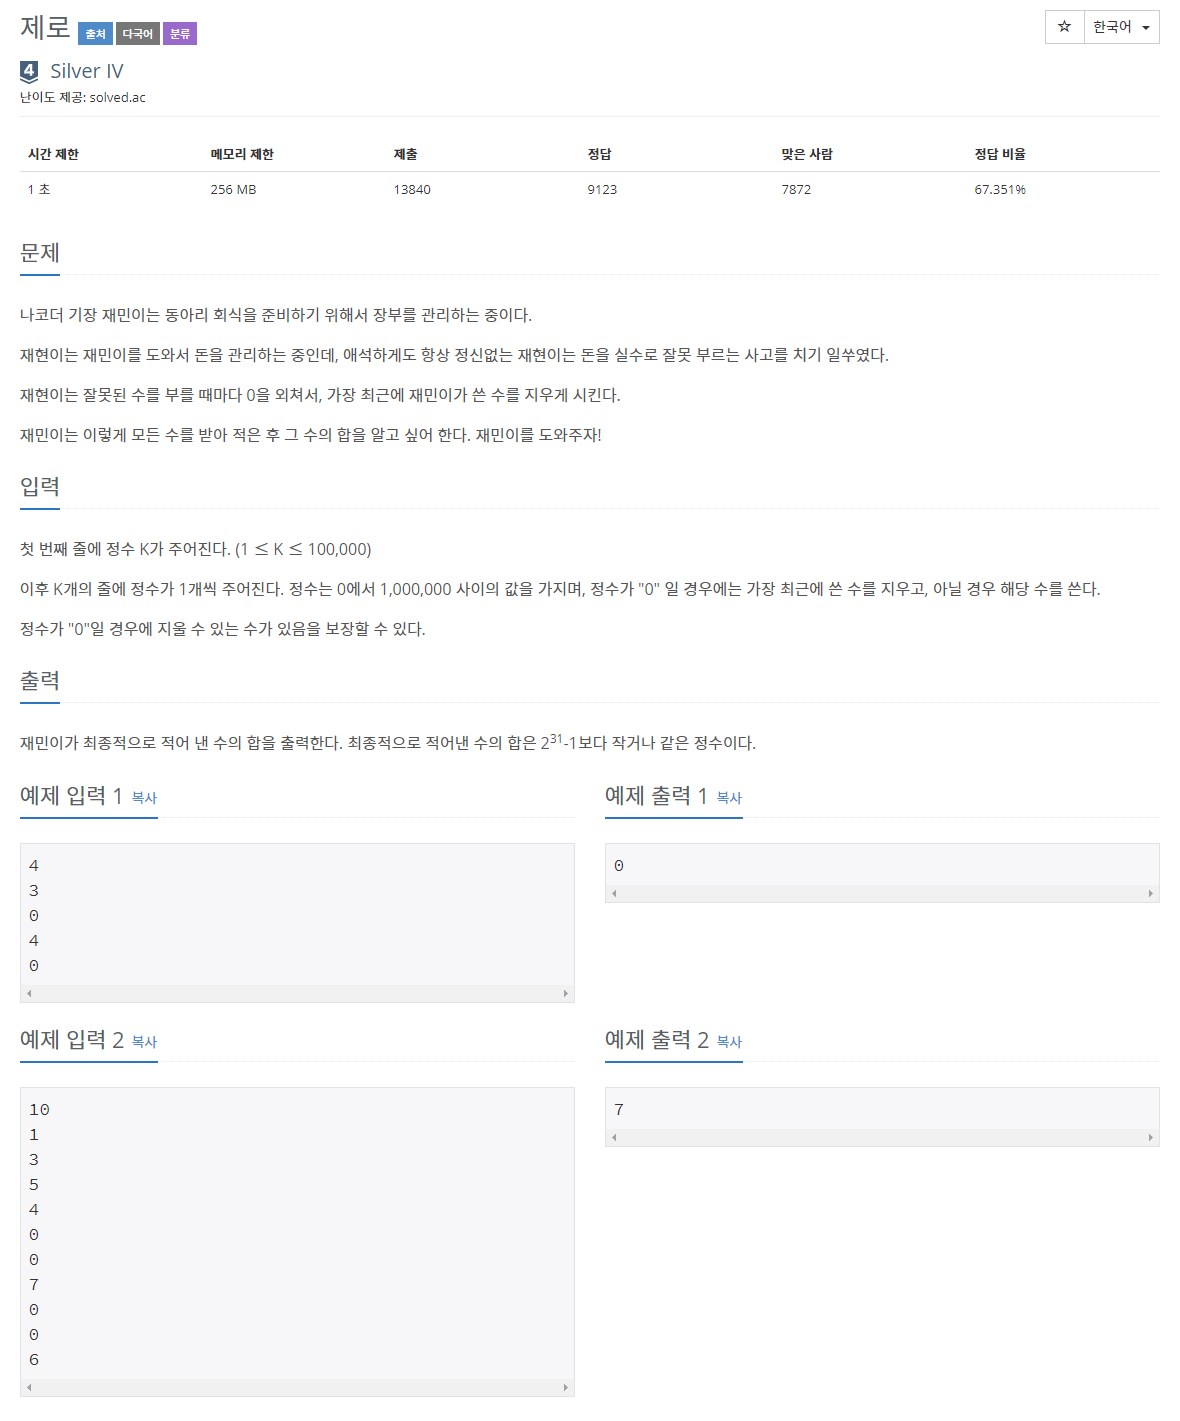 제로 출처 다국어 분류
☆ 한국어
4 Silver IV
난이도 제공: solved.ac
시간 제한 메모리 제한 제출 정답 맞은 사람 정답 비율
1 초 256 MB 13840 9123 7872 67.351%
문제
나코더 기장 재민이는 동아리 회식을 준비하기 위해서 장부를 관리하는 중이다.
재현이는 재민이를 도와서 돈을 관리하는 중인데, 애석하게도 항상 정신없는 재현이는 돈을 실수로 잘못 부르는 사고를 치기 일쑤였다.
재현이는 잘못된 수를 부를 때마다 0을 외쳐서, 가장 최근에 재민이가 쓴 수를 지우게 시킨다.
재민이는 이렇게 모든 수를 받아 적은 후 그 수의 합을 알고 싶어 한다. 재민이를 도와주자!
입력
첫 번째 줄에 정수 K가 주어진다. (1 ≤ K ≤ 100,000)
이후 K개의 줄에 정수가 1개씩 주어진다. 정수는 0에서 1,000,000 사이의 값을 가지며, 정수가 "0" 일 경우에는 가장 최근에 쓴 수를 지우고, 아닐 경우 해당 수를 쓴다.
정수가 "0"일 경우에 지울 수 있는 수가 있음을 보장할 수 있다.
출력
재민이가 최종적으로 적어 낸 수의 합을 출력한다. 최종적으로 적어낸 수의 합은 2³¹-1보다 작거나 같은 정수이다.
예제 입력 1 복사
4
3
0
4
0
예제 출력 1 복사
0
예제 입력 2 복사
10
1
3
5
4
0
0
7
0
0
6
예제 출력 2 복사
7